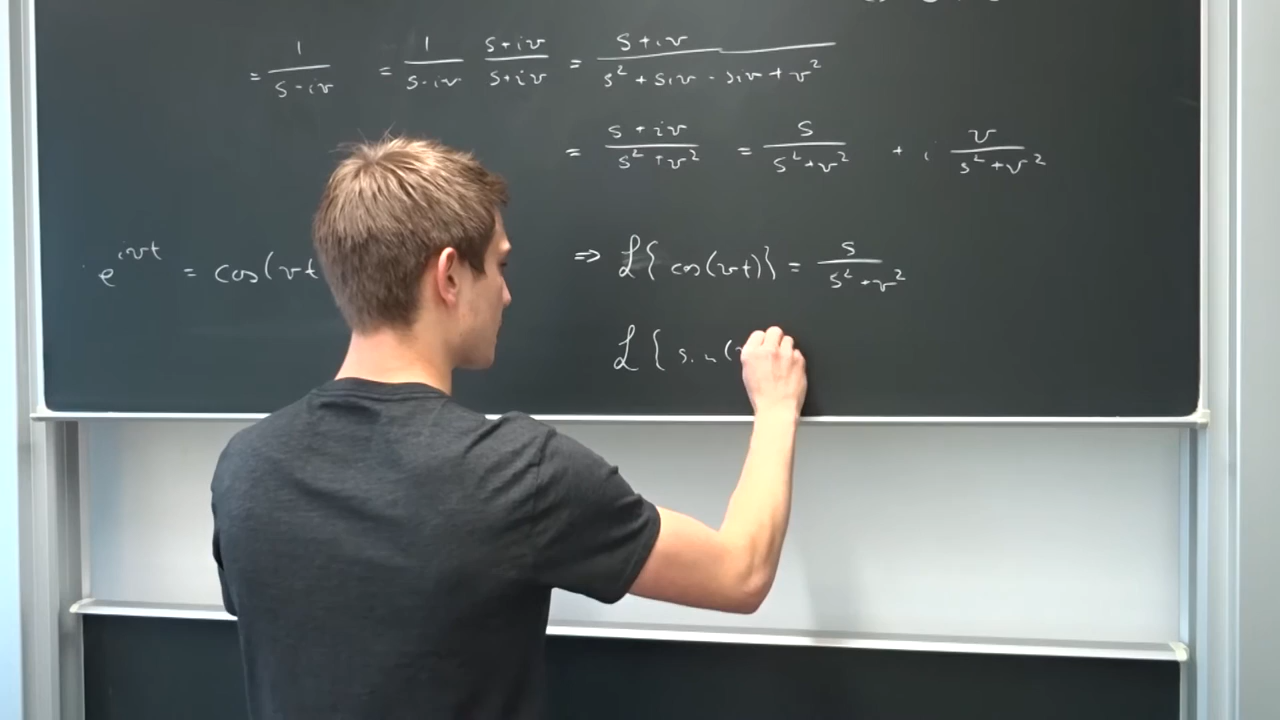 = 1/(s-iv) = 1/(s-iv) (s+iv)/(s+iv) = (s+iv)/(s² + siv - siv + v²)
= (s+iv)/(s²+v²) = s/(s²+v²) + i v/(s²+v²)
e^{ivt} = cos(vt ⇒ ℒ{cos(vt)} = s/(s²+v²)
ℒ{sin(